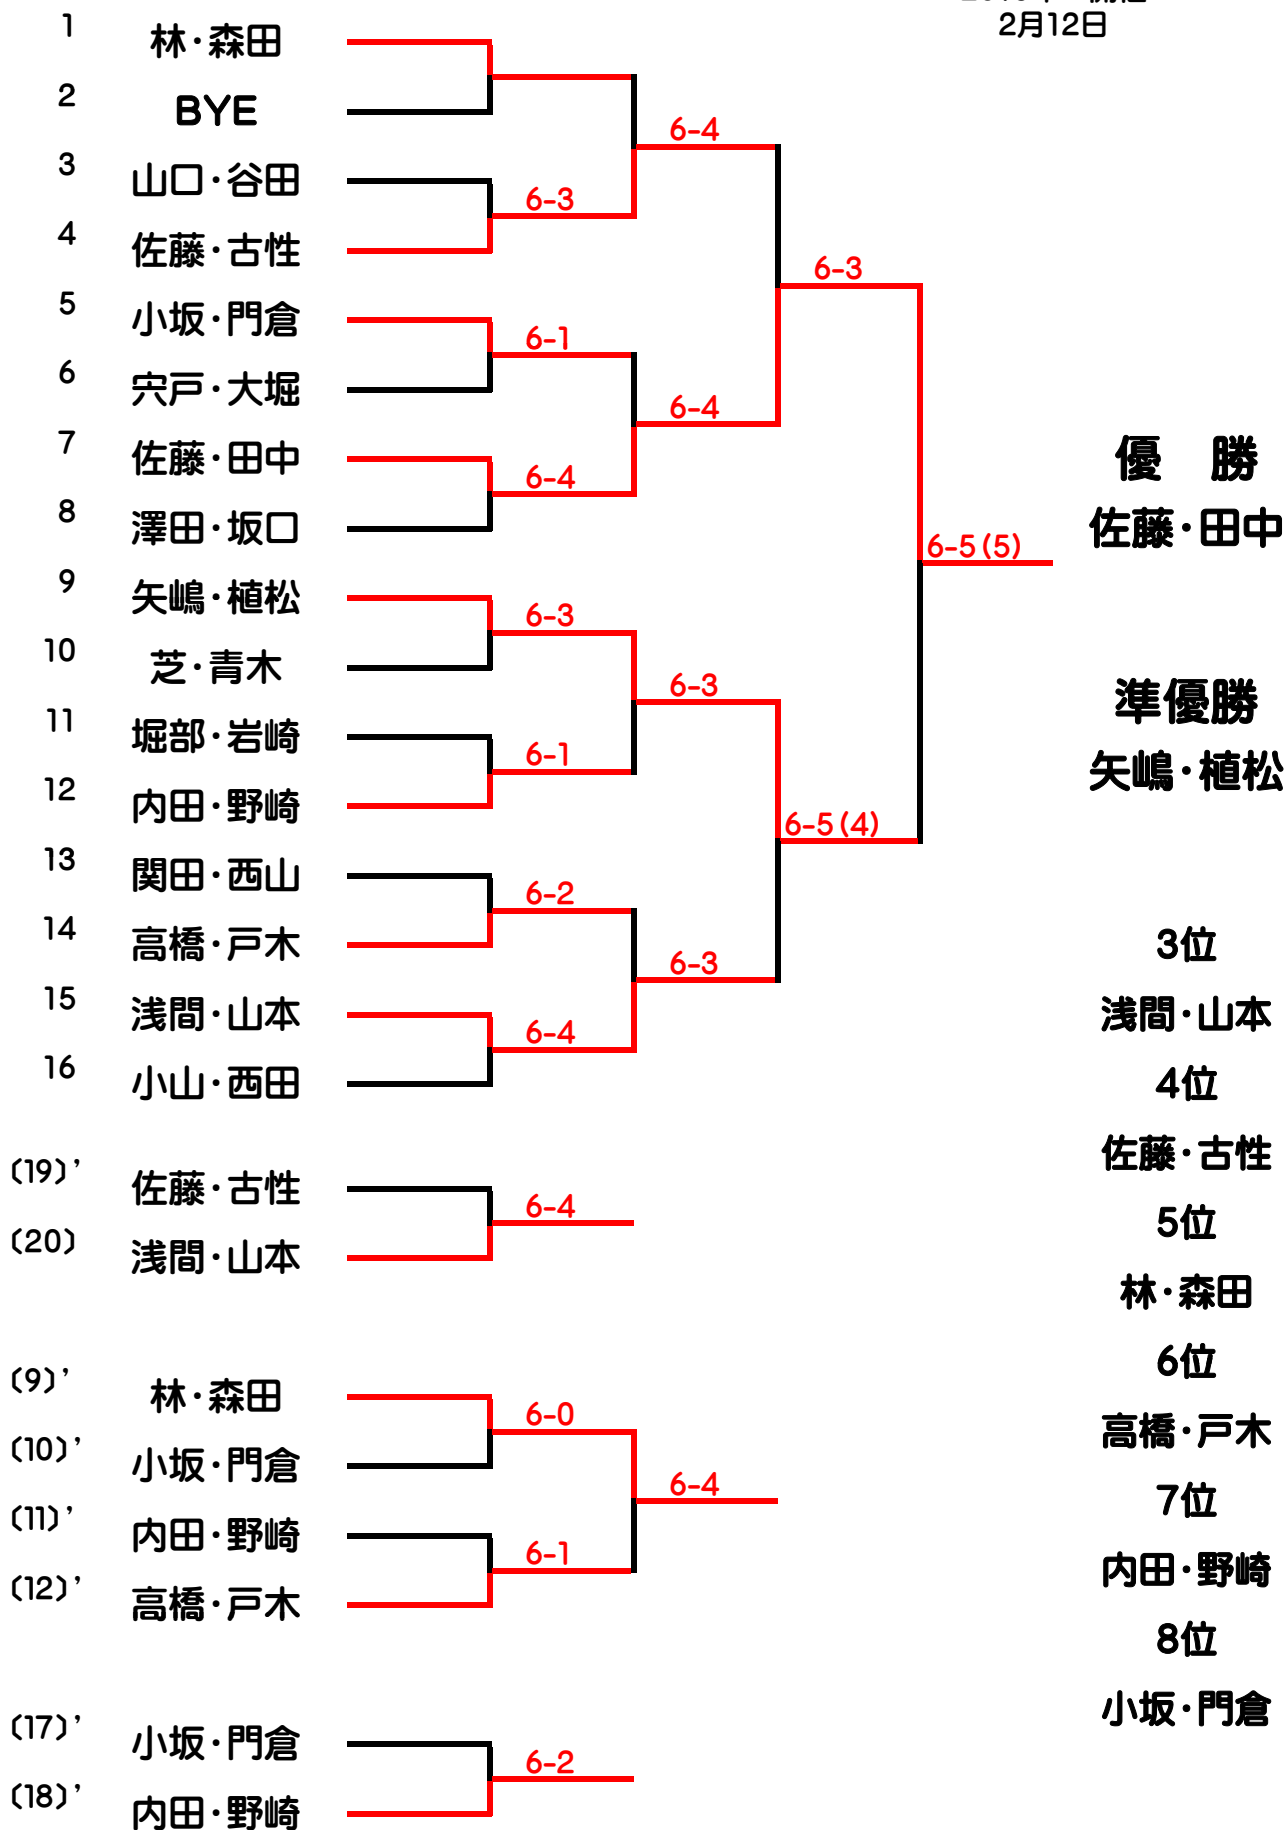 2月12日
1 林・森田
2 BYE
6-4
3 山口・谷田
6-3
4 佐藤・古性
6-3
5 小坂・門倉
6-1
6 宍戸・大堀
6-4
7 佐藤・田中
6-4
8 澤田・坂口
優 勝
佐藤・田中
6-5(5)
9 矢嶋・植松
6-3
10 芝・青木
6-3
準優勝
11 堀部・岩崎
6-1
矢嶋・植松
12 内田・野崎
6-5(4)
13 関田・西山
6-2
14 高橋・戸木
6-3
3位
15 浅間・山本
6-4
浅間・山本
16 小山・西田
4位
佐藤・古性
(19)’ 佐藤・古性
6-4
(20) 浅間・山本
5位
林・森田
6位
(9)’ 林・森田
6-0
高橋・戸木
(10)’ 小坂・門倉
6-4
7位
(11)’ 内田・野崎
6-1
内田・野崎
(12)’ 高橋・戸木
8位
小坂・門倉
(17)’ 小坂・門倉
6-2
(18)’ 内田・野崎